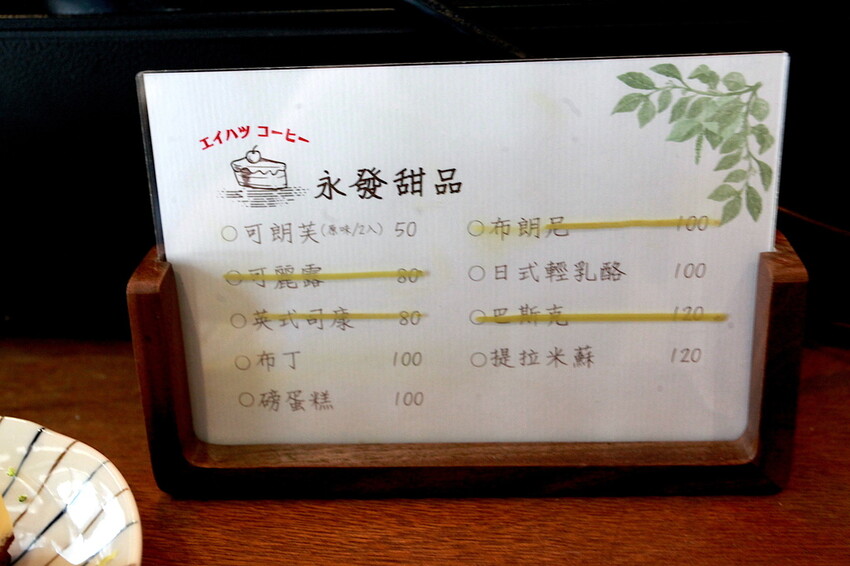 エイハツ コーヒー
永發甜品
○可朗芙(原味/2入) 50
○可麗露 80
○英式司康 80
○布丁 100
○磅蛋糕 100
○布朗尼 100
○日式輕乳酪 100
○巴斯克 120
○提拉米蘇 120